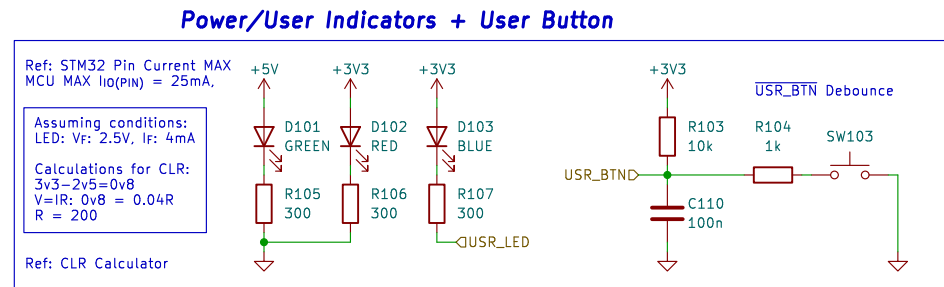 Power/User Indicators + User Button
Ref: STM32 Pin Current MAX
MCU MAX IIO(PIN) = 25mA,
Assuming conditions:
LED: VF: 2.5V, IF: 4mA
Calculations for CLR:
3v3-2v5=0v8
V=IR: 0v8 = 0.04R
R = 200
Ref: CLR Calculator
+5V
D101
GREEN
R105
300
+3V3
D102
RED
R106
300
+3V3
D103
BLUE
R107
300
USR_LED
+3V3
R103
10k
USR_BTN
C110
100n
R104
1k
USR_BTN Debounce
SW103